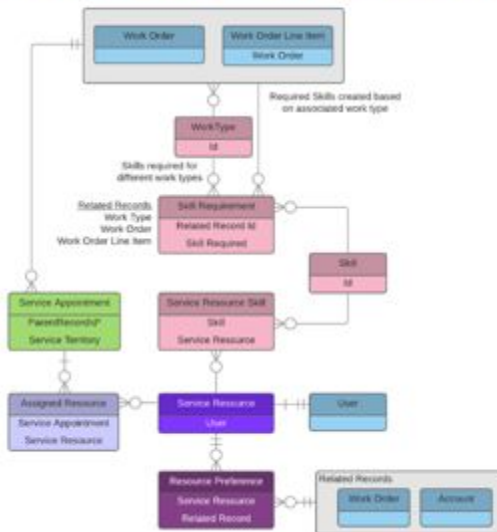 Work Order
Work Order Line Item
Work Order
Required Skills created based
on associated work type
WorkType
Id
Skills required for
different work types
Related Records
Work Type
Work Order
Work Order Line Item
Skill Requirement
Related Record Id
Skill Required
Skill
Id
Service Appointment
ParentRecordId*
Service Territory
Service Resource Skill
Skill
Service Resource
Assigned Resource
Service Appointment
Service Resource
Service Resource
User
User
Resource Preference
Service Resource
Related Record
Related Records
Work Order
Account